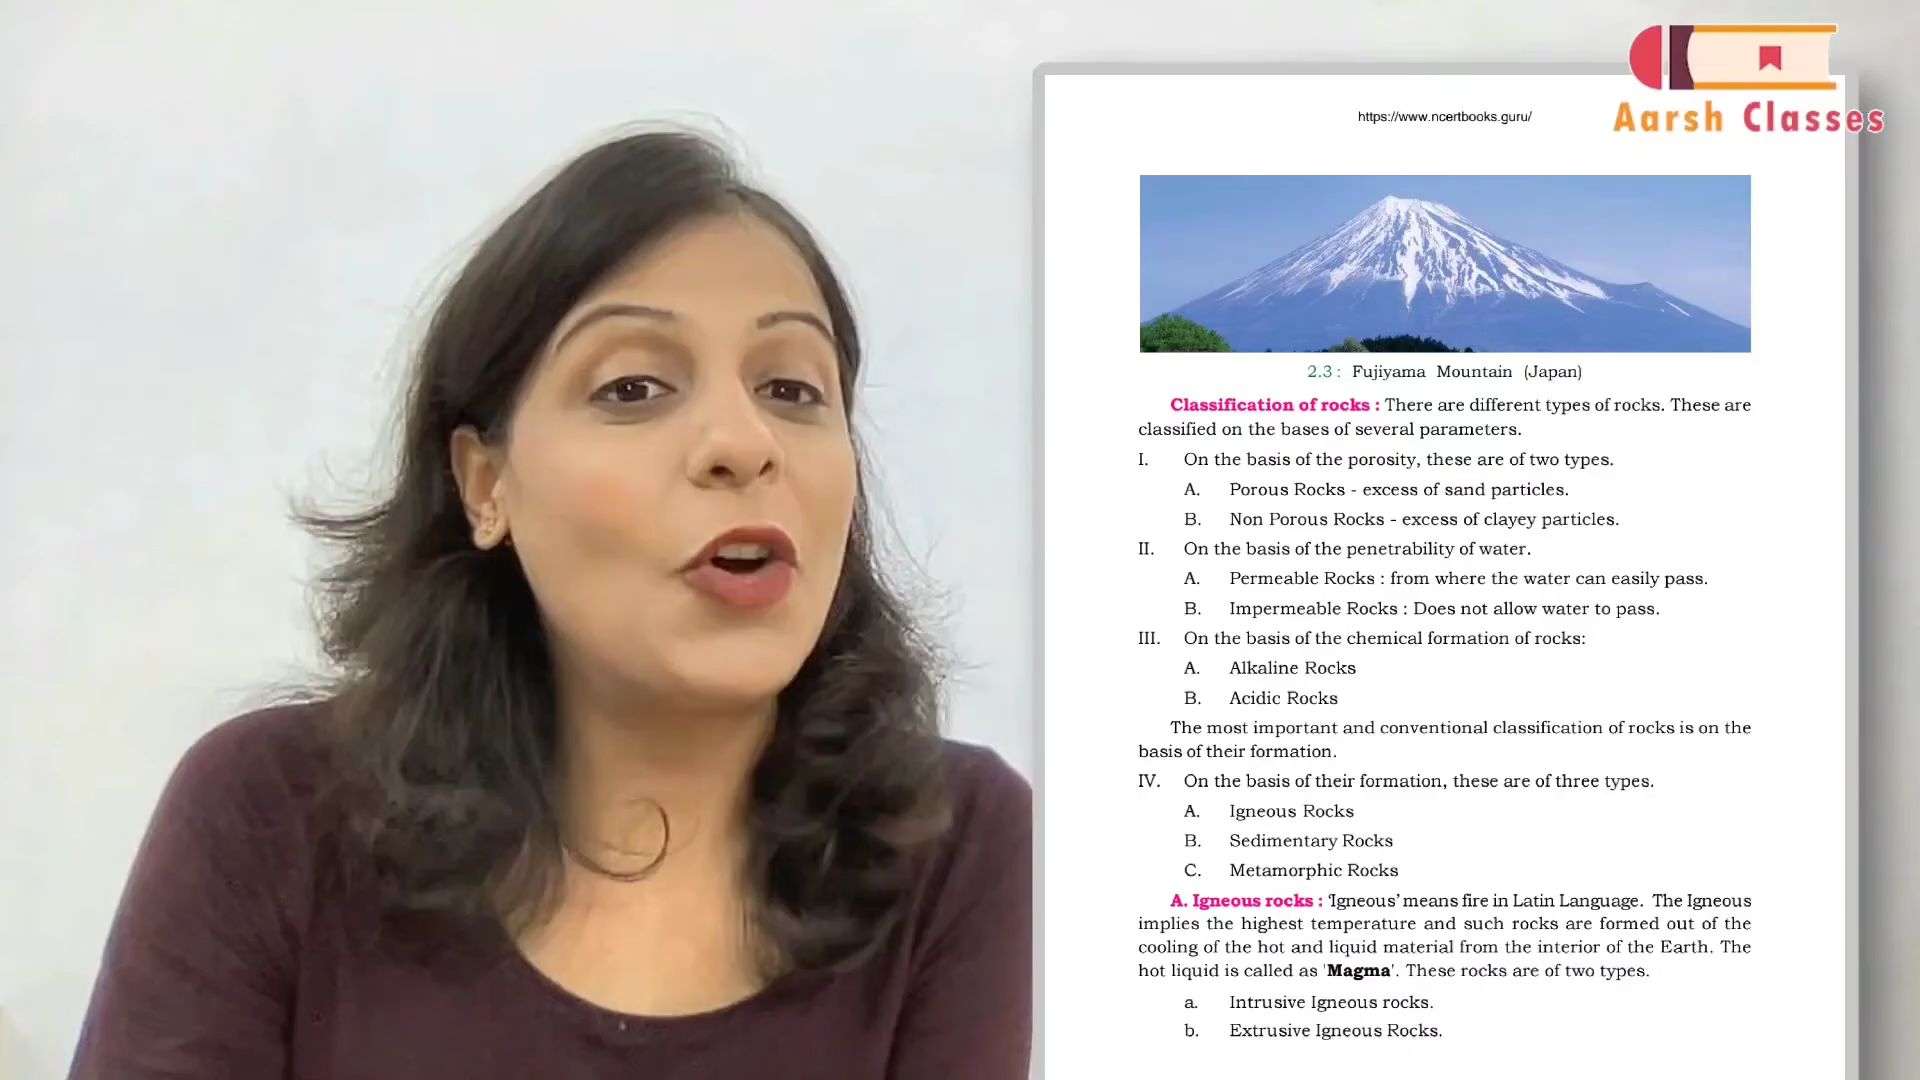 Aarsh Classes
https://www.ncertbooks.guru/
2.3 : Fujiyama Mountain (Japan)
Classification of rocks : There are different types of rocks. These are
classified on the bases of several parameters.
I. On the basis of the porosity, these are of two types.
A. Porous Rocks - excess of sand particles.
B. Non Porous Rocks - excess of clayey particles.
II. On the basis of the penetrability of water.
A. Permeable Rocks : from where the water can easily pass.
B. Impermeable Rocks : Does not allow water to pass.
III. On the basis of the chemical formation of rocks:
A. Alkaline Rocks
B. Acidic Rocks
The most important and conventional classification of rocks is on the
basis of their formation.
IV. On the basis of their formation, these are of three types.
A. Igneous Rocks
B. Sedimentary Rocks
C. Metamorphic Rocks
A. Igneous rocks : 'Igneous' means fire in Latin Language. The Igneous
implies the highest temperature and such rocks are formed out of the
cooling of the hot and liquid material from the interior of the Earth. The
hot liquid is called as 'Magma'. These rocks are of two types.
a. Intrusive Igneous rocks.
b. Extrusive Igneous Rocks.